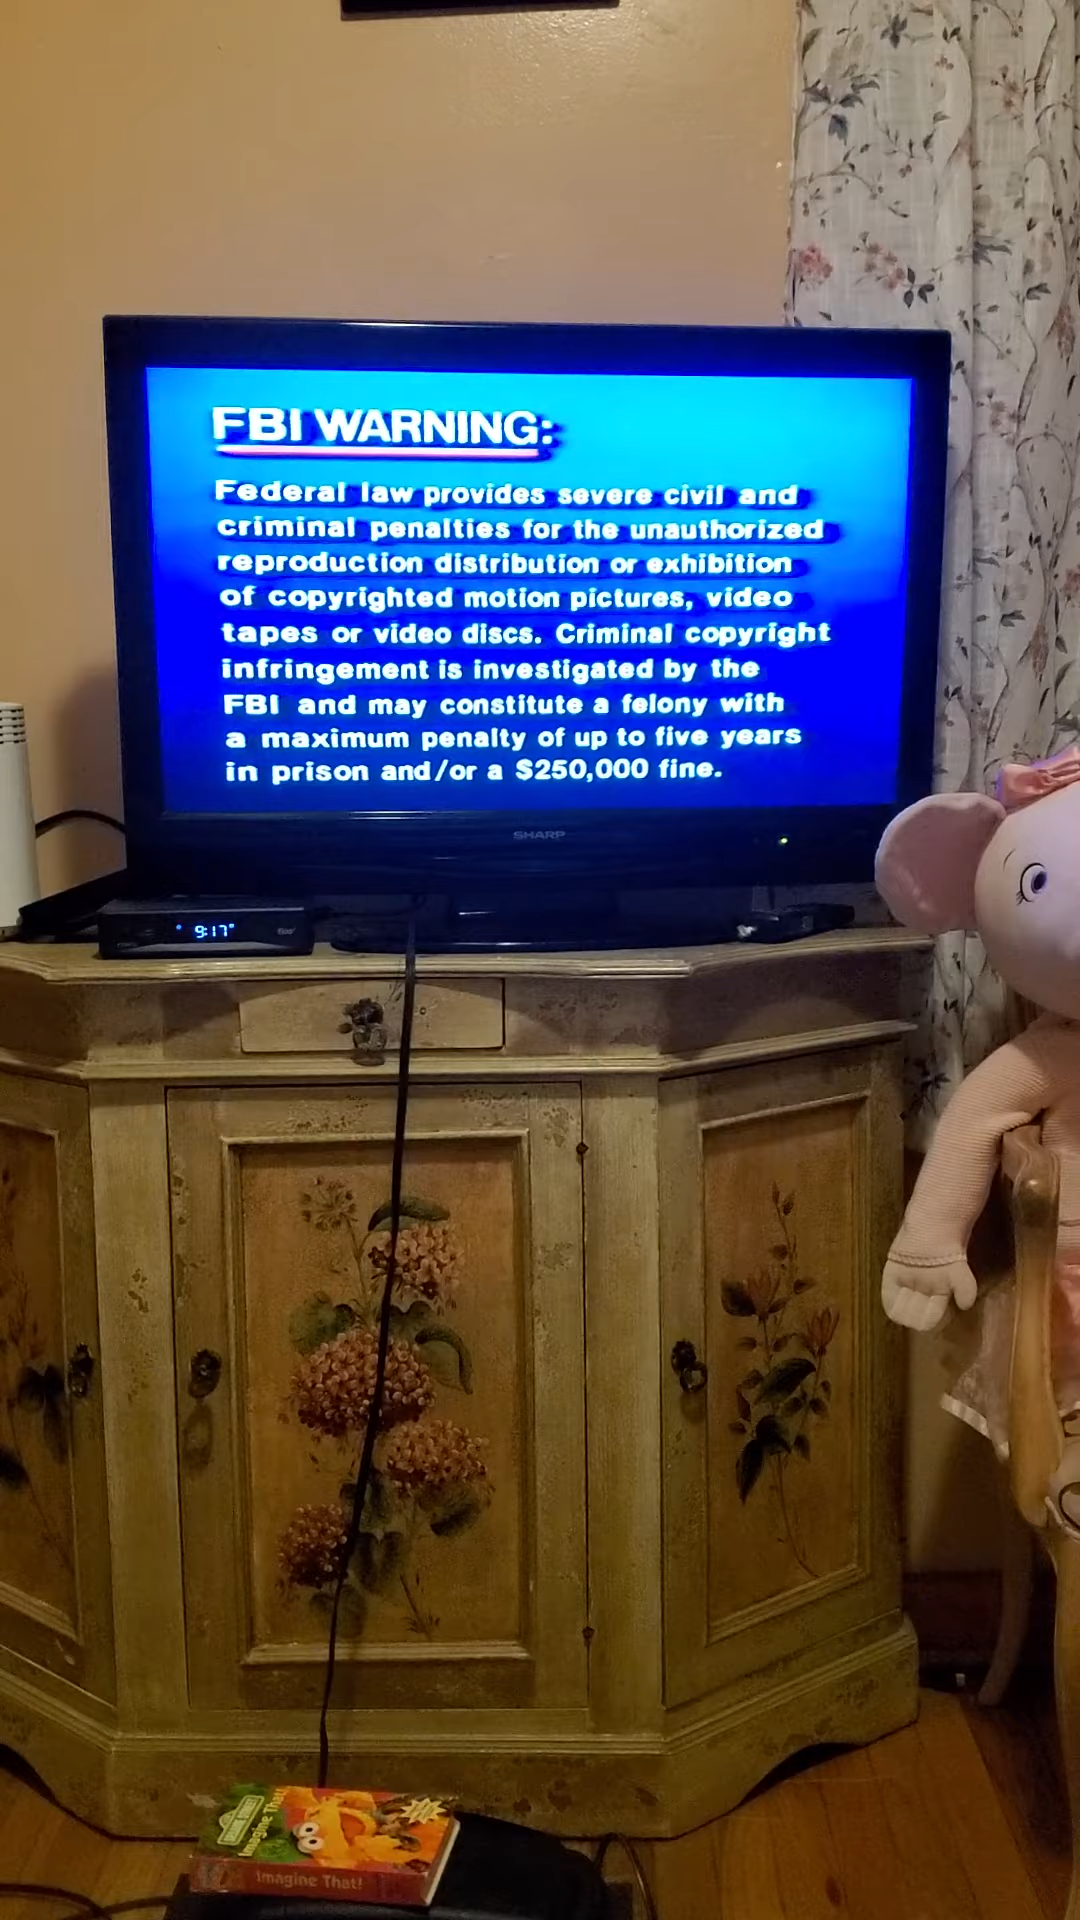 FBI WARNING:
Federal law provides severe civil and
criminal penalties for the unauthorized
reproduction distribution or exhibition
of copyrighted motion pictures, video
tapes or video discs. Criminal copyright
infringement is investigated by the
FBI and may constitute a felony with
a maximum penalty of up to five years
in prison and/or a $250,000 fine.
SHARP
9:17
SESAME STREET
Imagine That!
Imagine That!